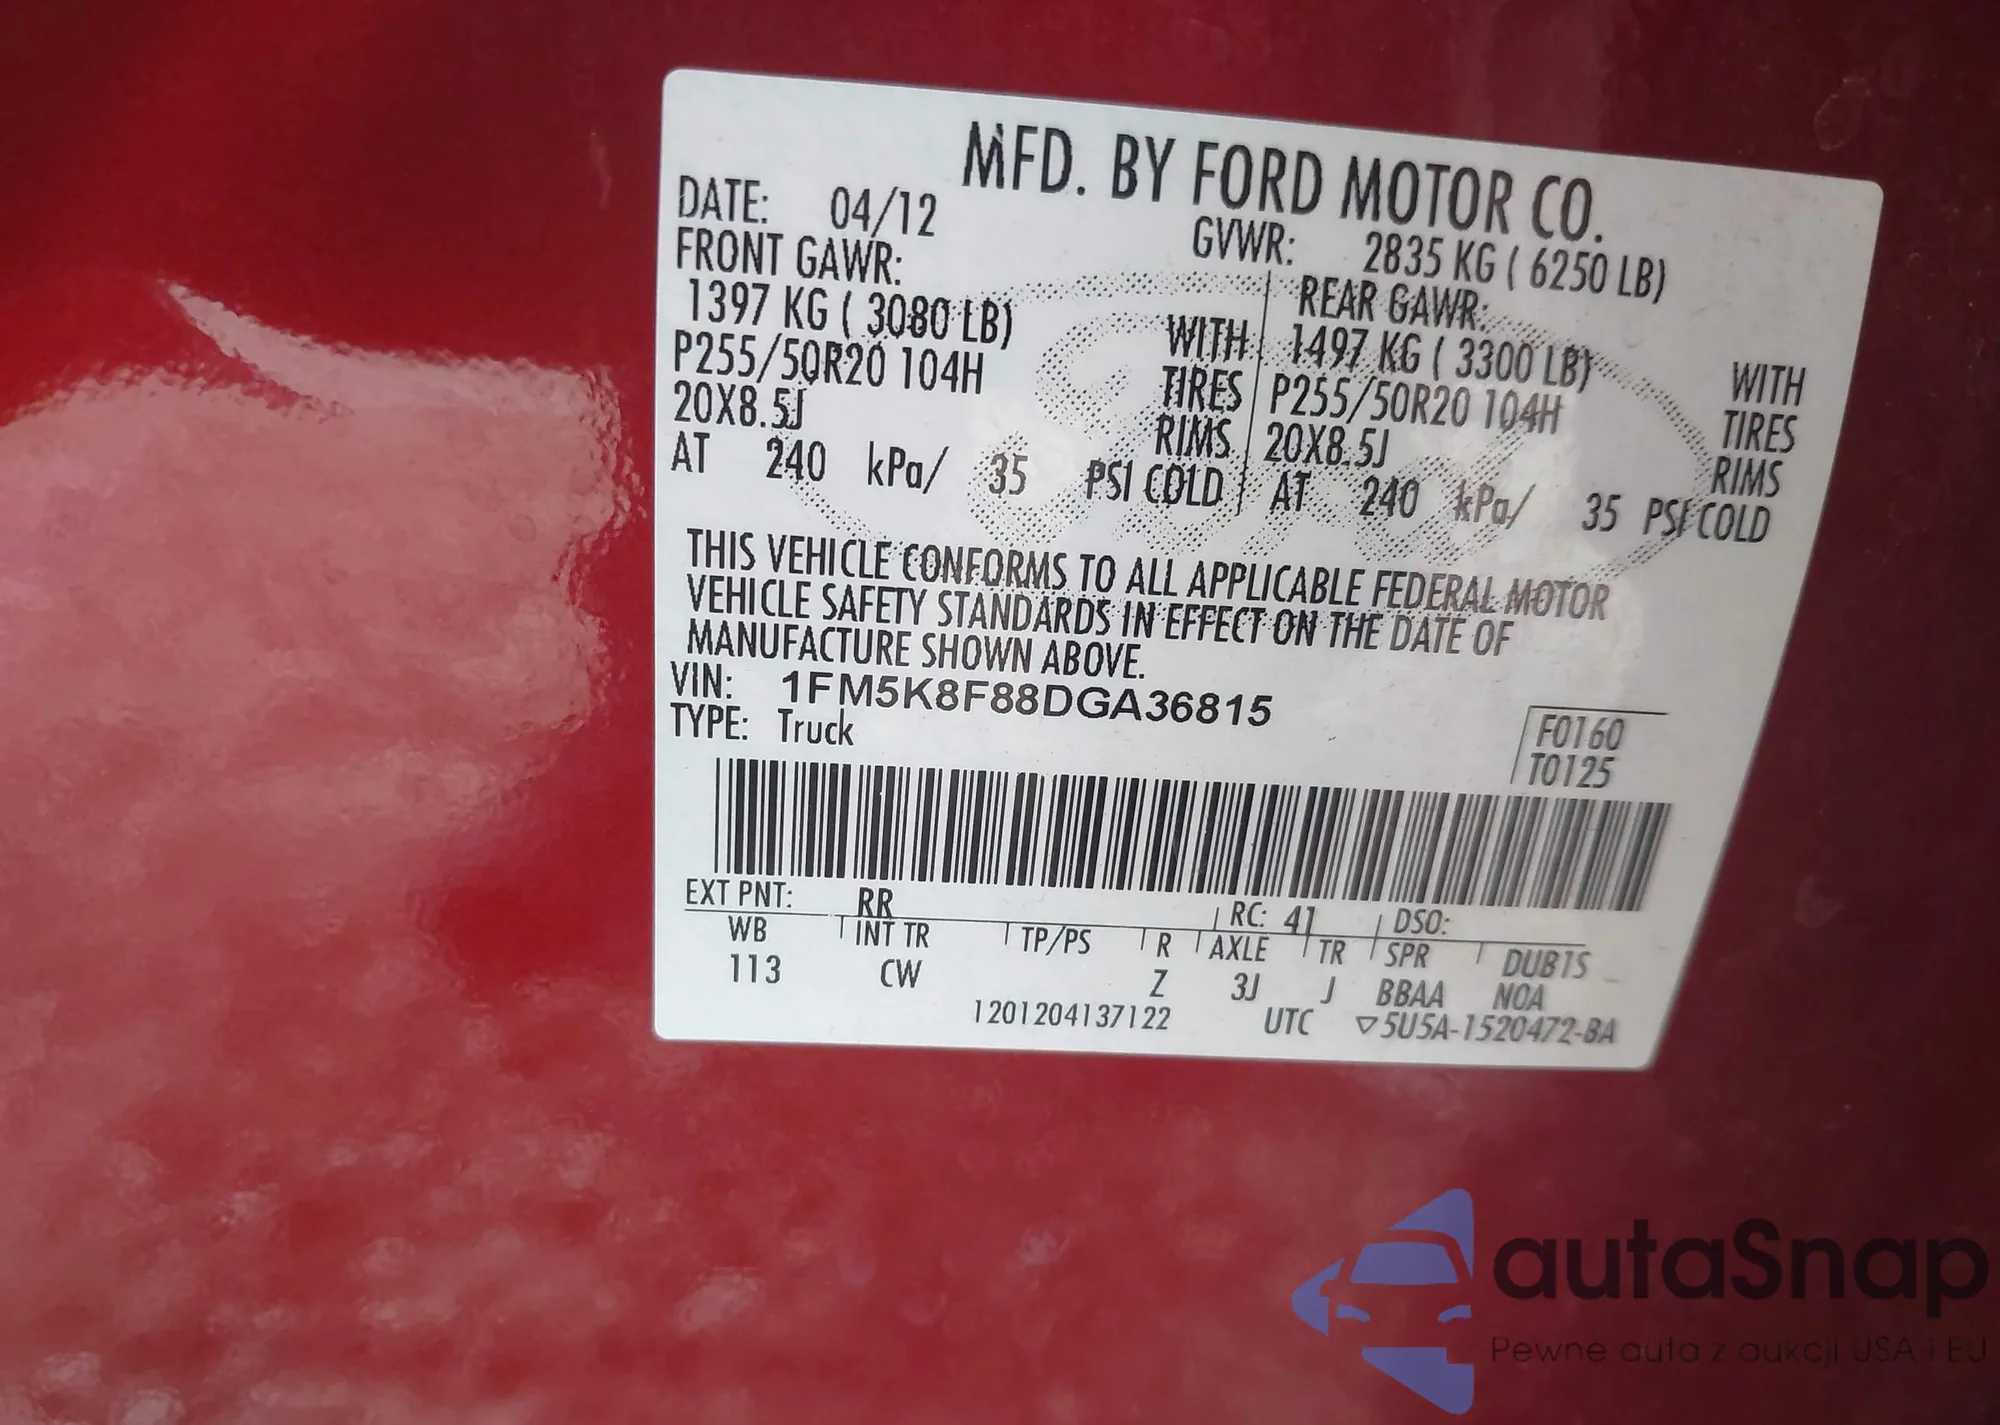 MFD. BY FORD MOTOR CO.
DATE: 04/12 GVWR: 2835 KG ( 6250 LB)
FRONT GAWR: REAR GAWR:
1397 KG ( 3080 LB) WITH 1497 KG ( 3300 LB) WITH
P255/50R20 104H TIRES P255/50R20 104H TIRES
20X8.5J RIMS 20X8.5J RIMS
AT 240 kPa/ 35 PSI COLD AT 240 kPa/ 35 PSI COLD
THIS VEHICLE CONFORMS TO ALL APPLICABLE FEDERAL MOTOR
VEHICLE SAFETY STANDARDS IN EFFECT ON THE DATE OF
MANUFACTURE SHOWN ABOVE.
VIN: 1FM5K8F88DGA36815
TYPE: Truck
F0160
T0125
EXT PNT: RR RC: 41 DSO:
WB INT TR TP/PS R AXLE TR SPR DUB1S
113 CW Z 3J J BBAA NOA
1201204137122 UTC ▽5U5A-1520472-BA
autaSnap
Pewne auta z aukcji USA i EU